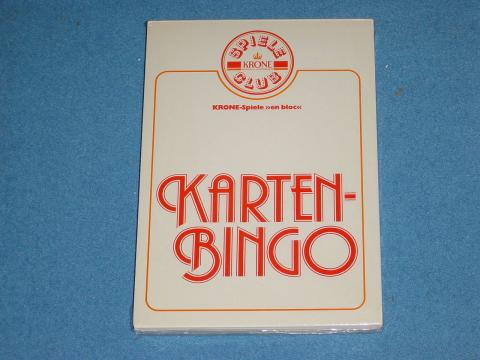 SPIELE
KRONE
CLUB
KRONE-Spiele »en bloc«
KARTEN-
BINGO